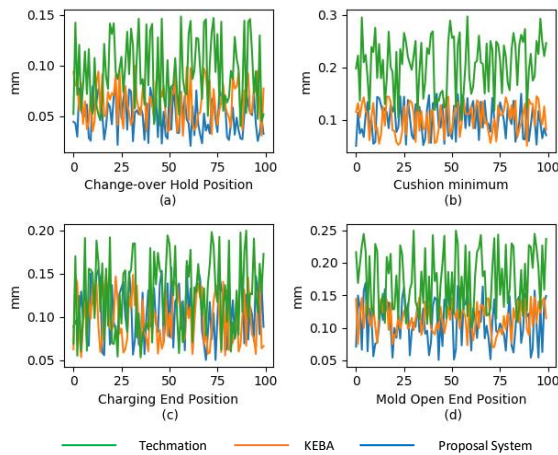 0.15
0.10
0.05
mm
0 25 50 75 100
Change-over Hold Position
(a)
0.3
0.2
0.1
mm
0 25 50 75 100
Cushion minimum
(b)
0.20
0.15
0.10
0.05
mm
0 25 50 75 100
Charging End Position
(c)
0.25
0.20
0.15
0.10
0.05
mm
0 25 50 75 100
Mold Open End Position
(d)
Techmation KEBA Proposal System